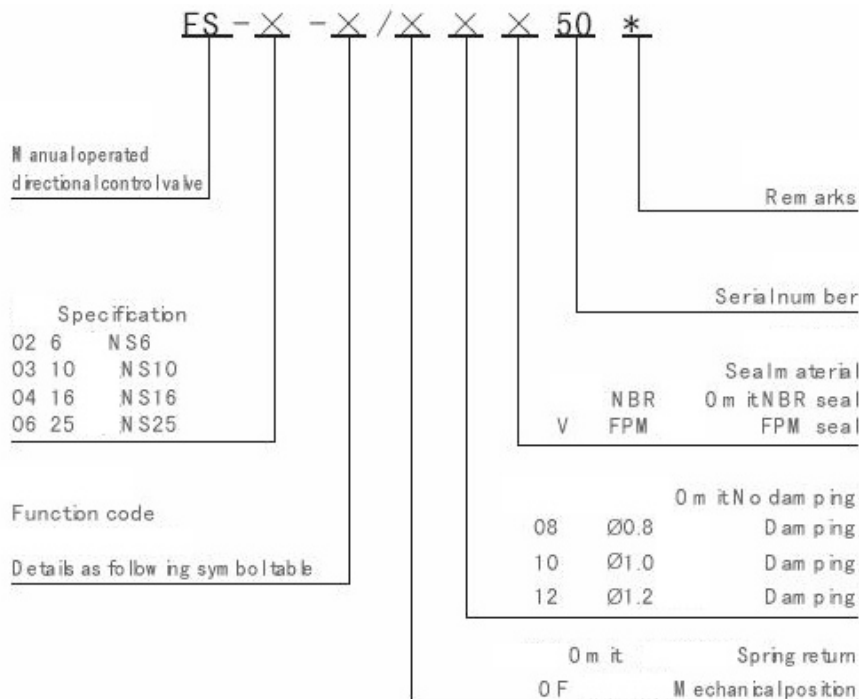 FS-X-X/X X X 50 *
Manual operated
directional control valve
Remarks
Serial number
Specification
02 6 NS6
03 10 NS10
04 16 NS16
06 25 NS25
Seal material
NBR Omit NBR seal
V FPM FPM seal
Function code
Details as following symbol table
Omit No damping
08 Ø0.8 Damping
10 Ø1.0 Damping
12 Ø1.2 Damping
Omit Spring return
OF Mechanical position